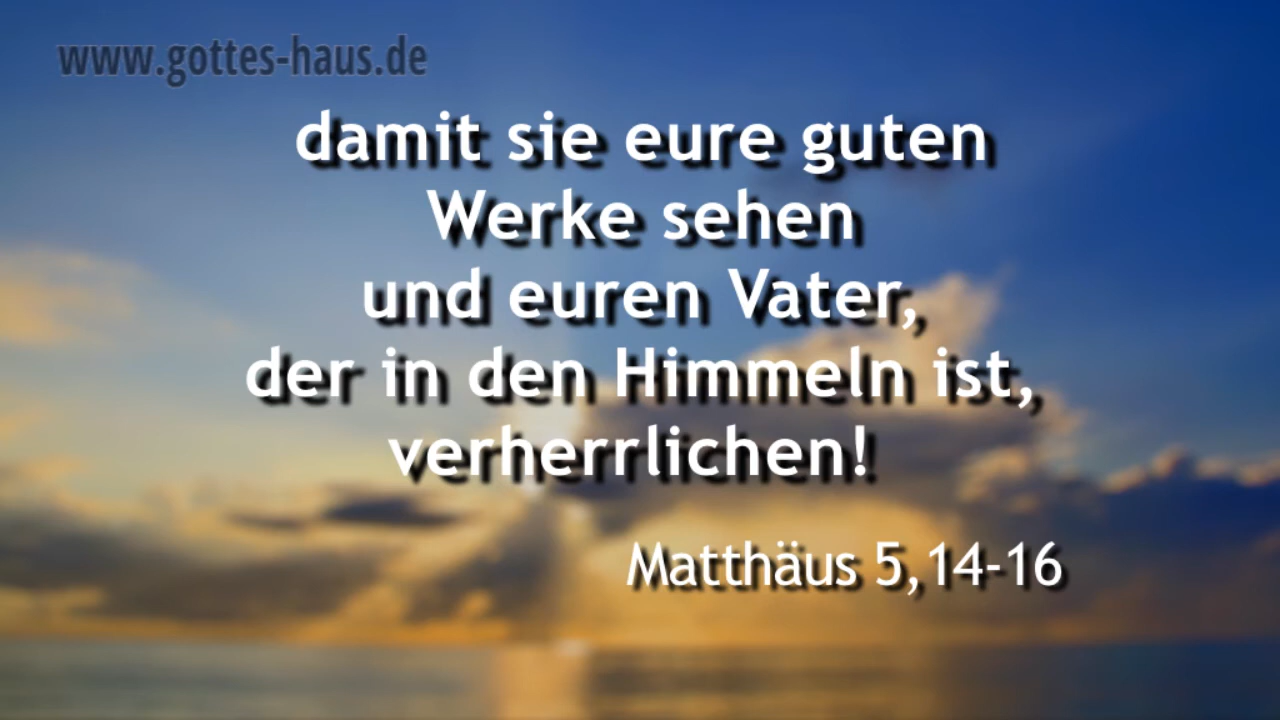 www.gottes-haus.de
damit sie eure guten
Werke sehen
und euren Vater,
der in den Himmeln ist,
verherrlichen!
Matthäus 5,14-16